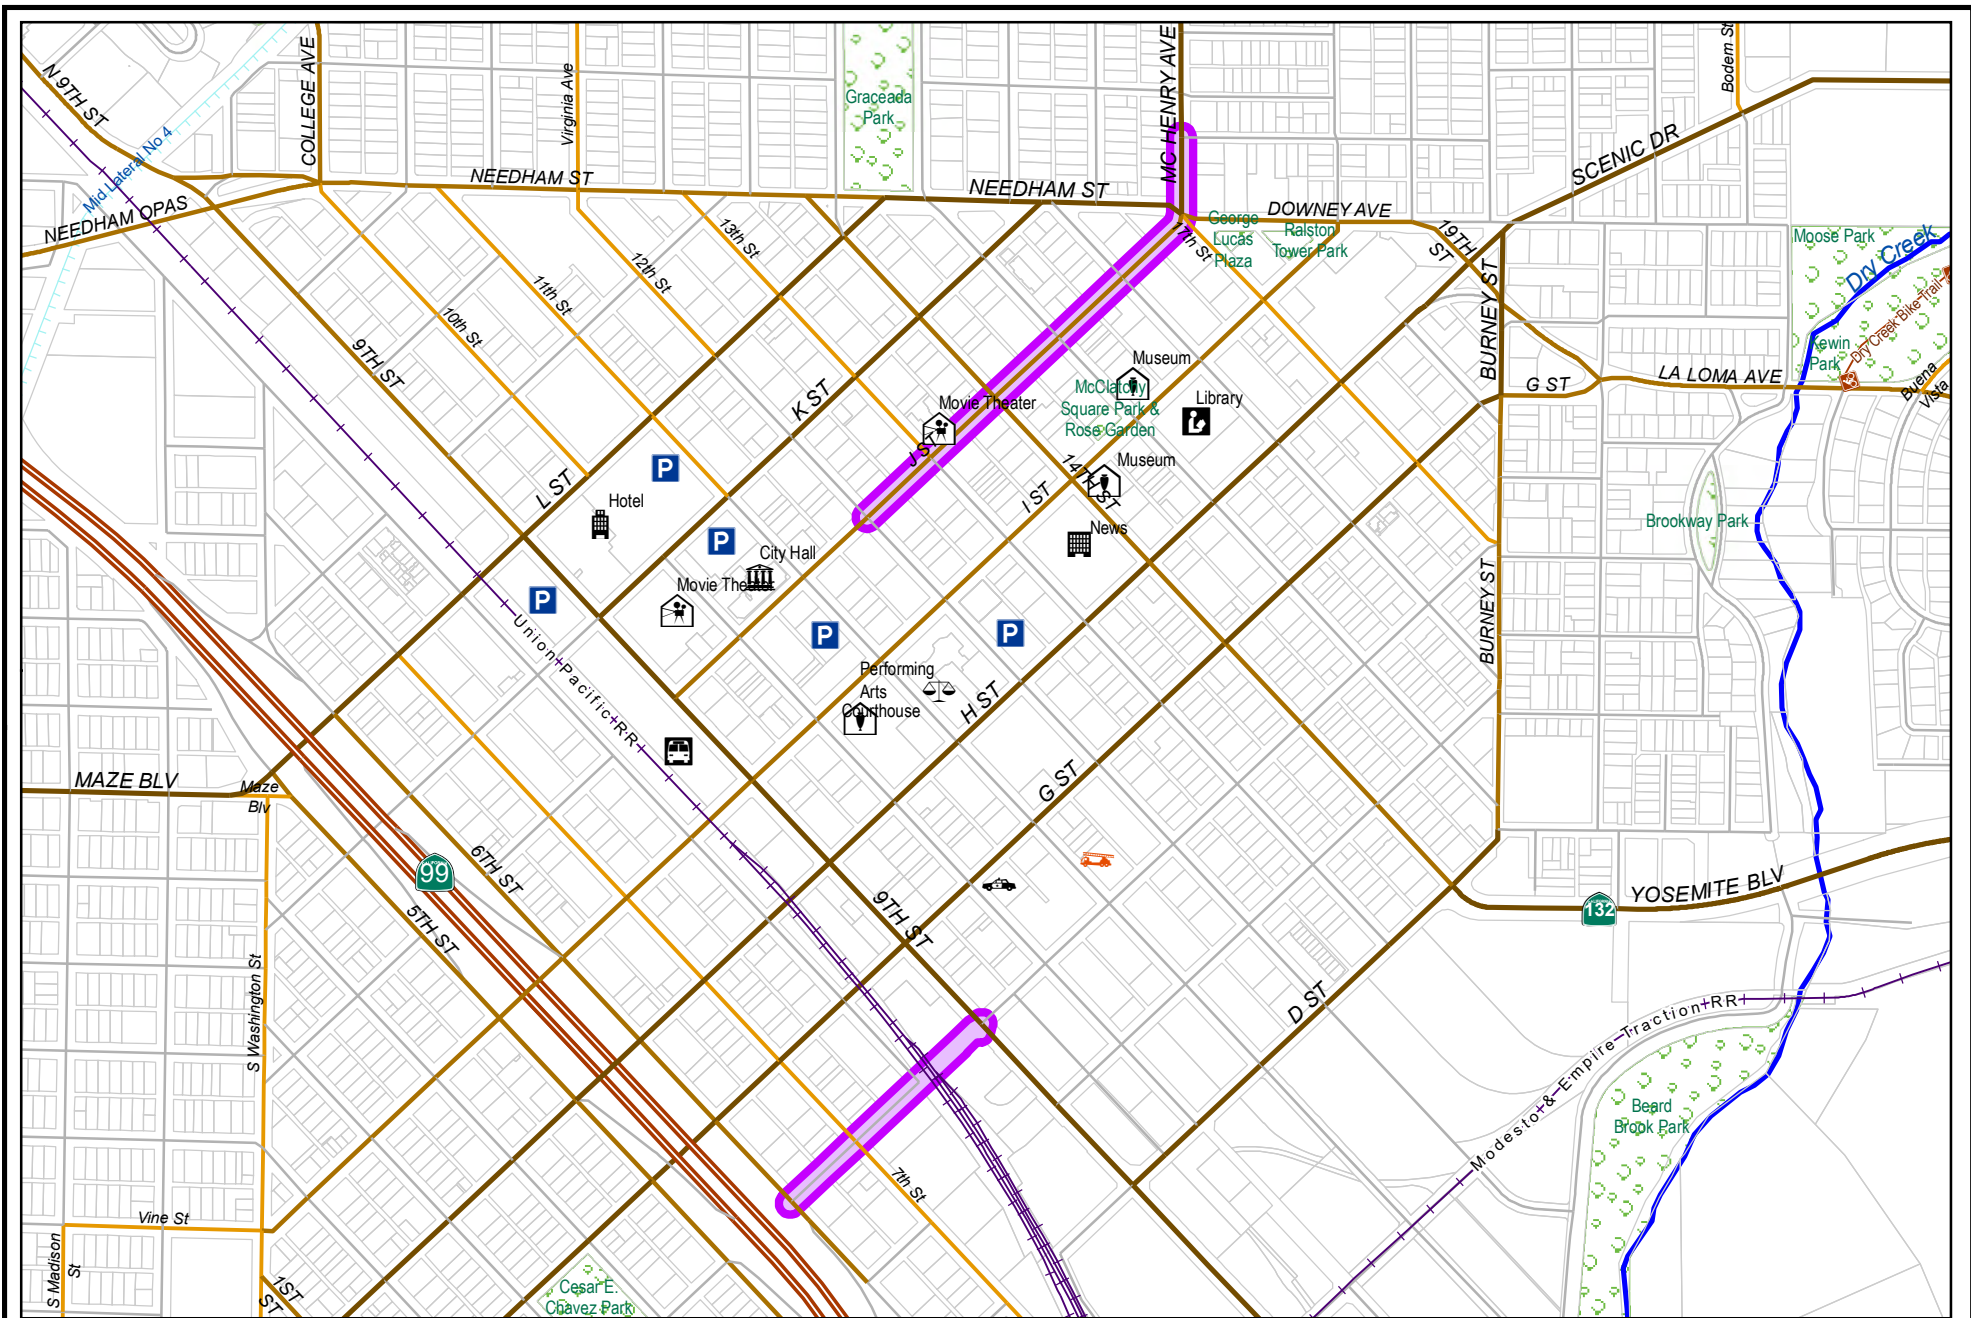 N 9TH ST
COLLEGE AVE
Virginia Ave
Graceada
Park
MC HENRY AVE
Bodem St
SCENIC DR
Mid Lateral No 4
NEEDHAM OPAS
NEEDHAM ST
NEEDHAM ST
DOWNEY AVE
George
Lucas
Plaza
Ralston
Tower Park
17th St
19TH
ST
Moose Park
Dry Creek
Dry Creek Bike Trail
Kewin
Park
Buena
Vista
13th St
12th St
11th St
10th St
9TH ST
BURNEY ST
G ST
LA LOMA AVE
K ST
Movie Theater
J ST
Museum
McClatchy
Square Park &
Rose Garden
Library
Museum
14TH ST
I ST
News
L ST
Hotel
P
P
P
P
P
City Hall
Movie Theater
Brookway Park
BURNEY ST
Union Pacific RR
Performing
Arts
Courthouse
H ST
G ST
MAZE BLV
Maze
Blv
CALIFORNIA
99
6TH ST
5TH ST
9TH ST
132
YOSEMITE BLV
S Washington St
D ST
Modesto & Empire Traction RR
Beard
Brook Park
7th St
Vine St
S Madison
St
1ST
ST
Cesar E.
Chavez Park